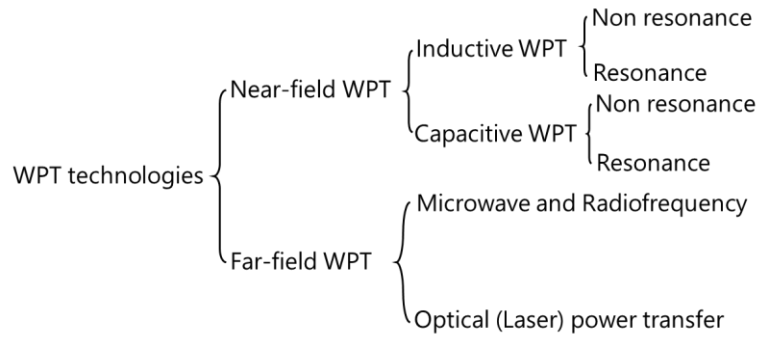 WPT technologies
Near-field WPT
Inductive WPT
Non resonance
Resonance
Capacitive WPT
Non resonance
Resonance
Far-field WPT
Microwave and Radiofrequency
Optical (Laser) power transfer